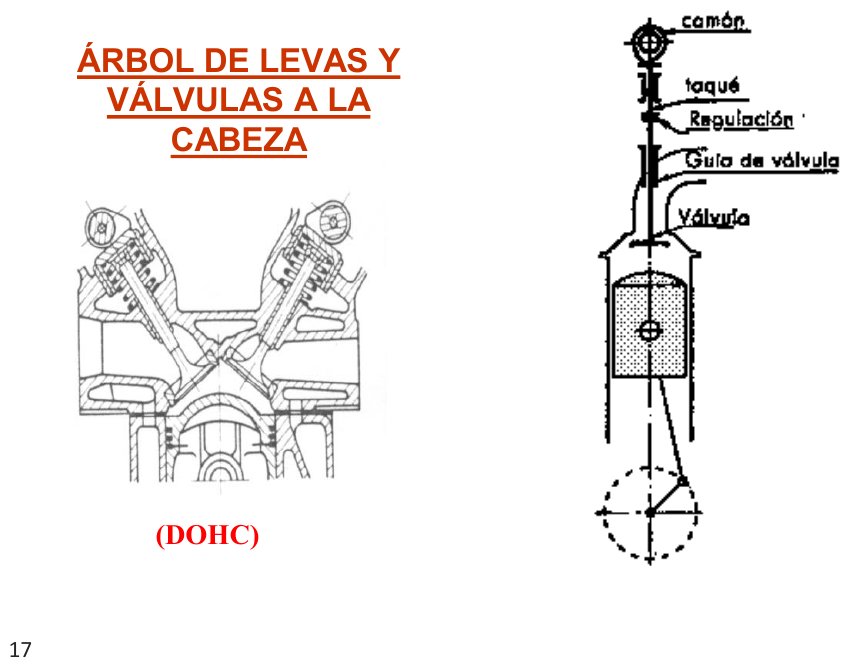 ÁRBOL DE LEVAS Y
VÁLVULAS A LA
CABEZA
(DOHC)
camón
taqué
Regulación
Guía de válvula
Válvula
17